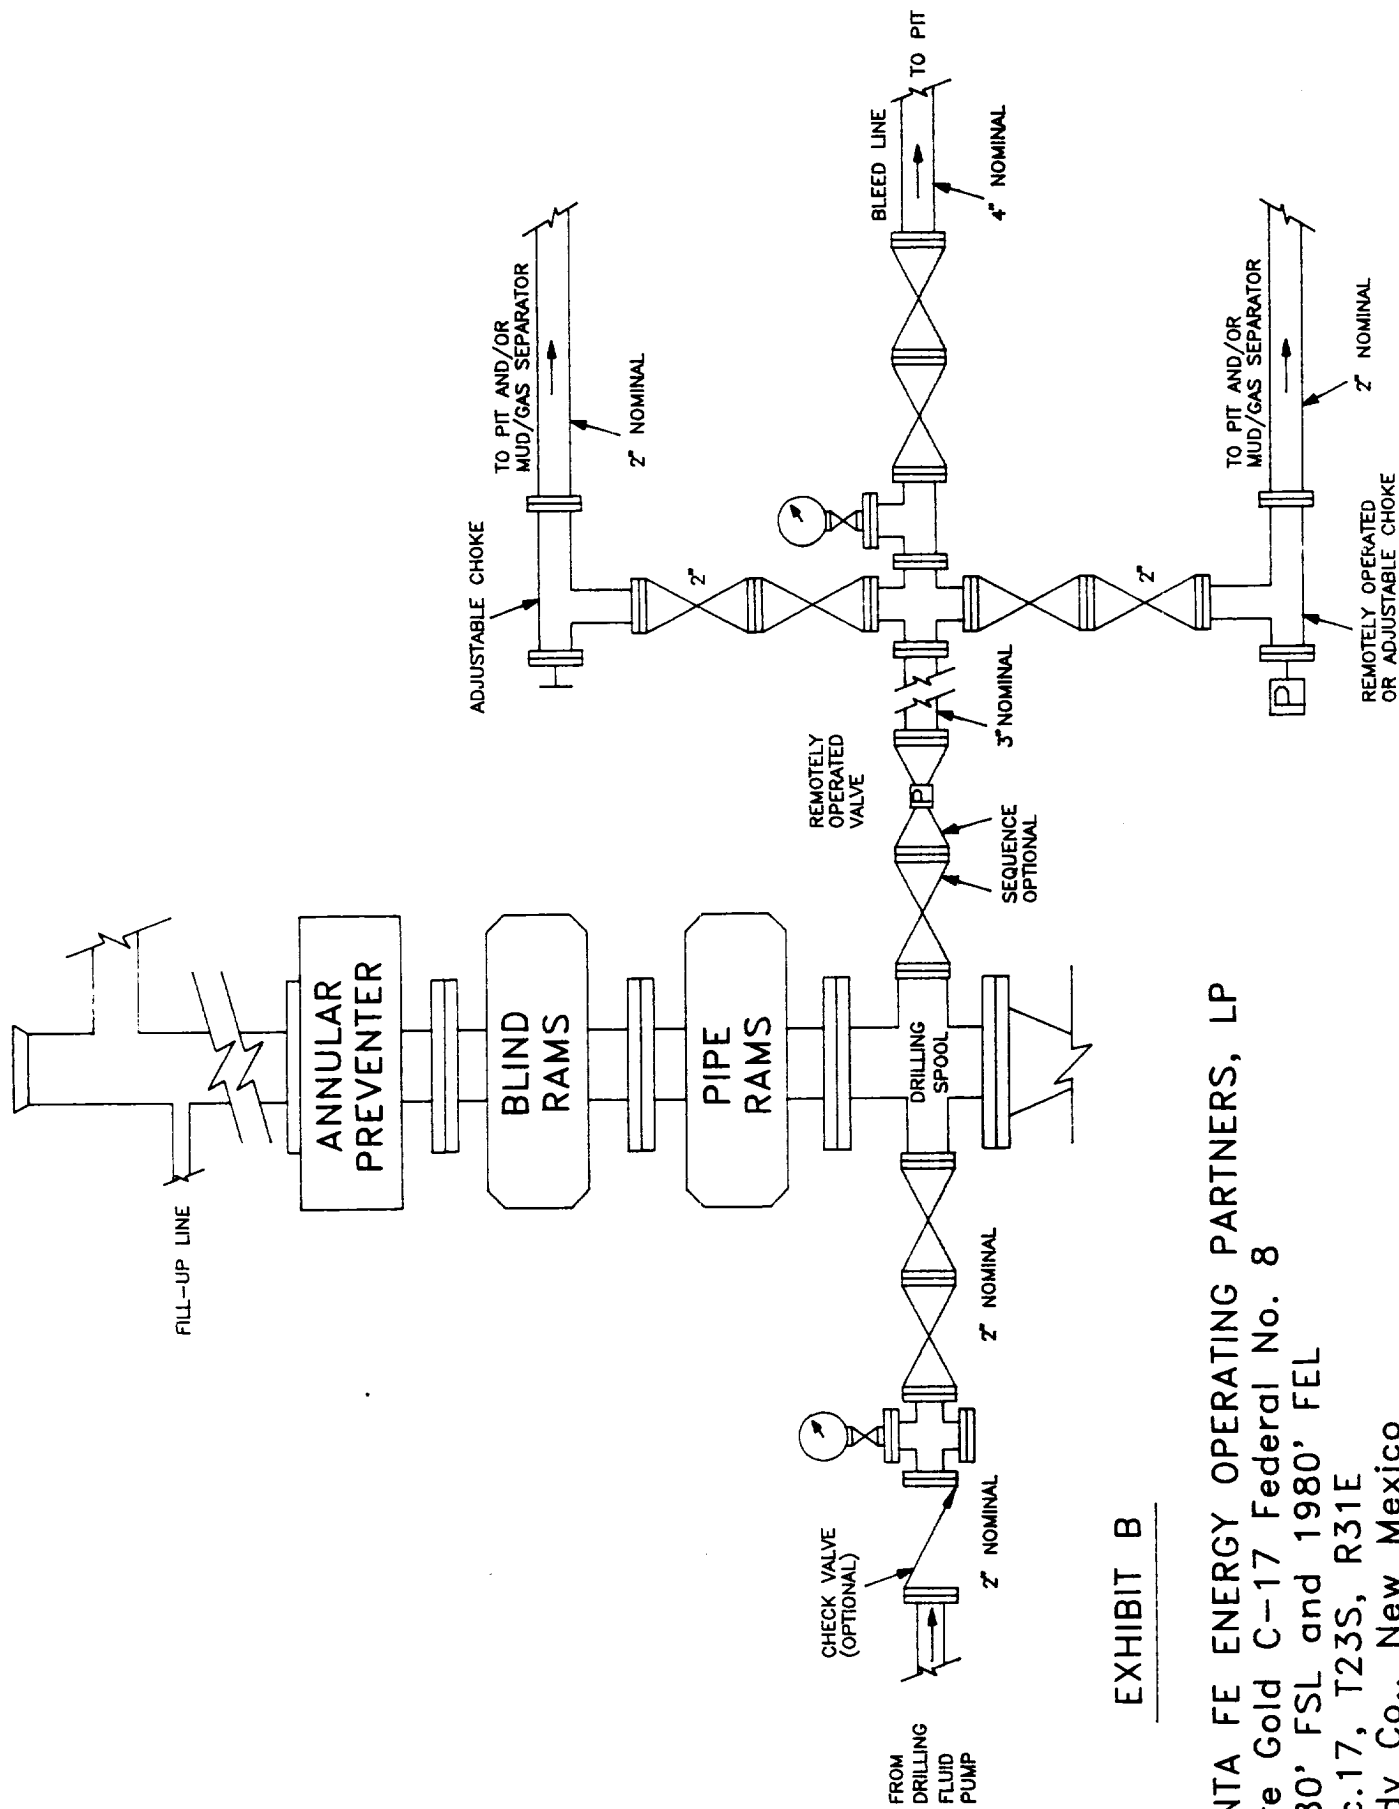 FILL-UP LINE
ANNULAR
PREVENTER
BLIND
RAMS
PIPE
RAMS
DRILLING
SPOOL
ADJUSTABLE CHOKE
TO PIT AND/OR
MUD/GAS SEPARATOR
2" NOMINAL
2"
BLEED LINE
TO PIT
4" NOMINAL
REMOTELY
OPERATED
VALVE
P
3" NOMINAL
SEQUENCE
OPTIONAL
2"
TO PIT AND/OR
MUD/GAS SEPARATOR
2" NOMINAL
P
REMOTELY OPERATED
OR ADJUSTABLE CHOKE
2" NOMINAL
CHECK VALVE
(OPTIONAL)
2" NOMINAL
FROM
DRILLING
FLUID
PUMP
EXHIBIT B
FE ENERGY OPERATING PARTNERS, LP
Gold C-17 Federal No. 8
FSL and 1980' FEL
T23S, R31E
Co., New Mexico